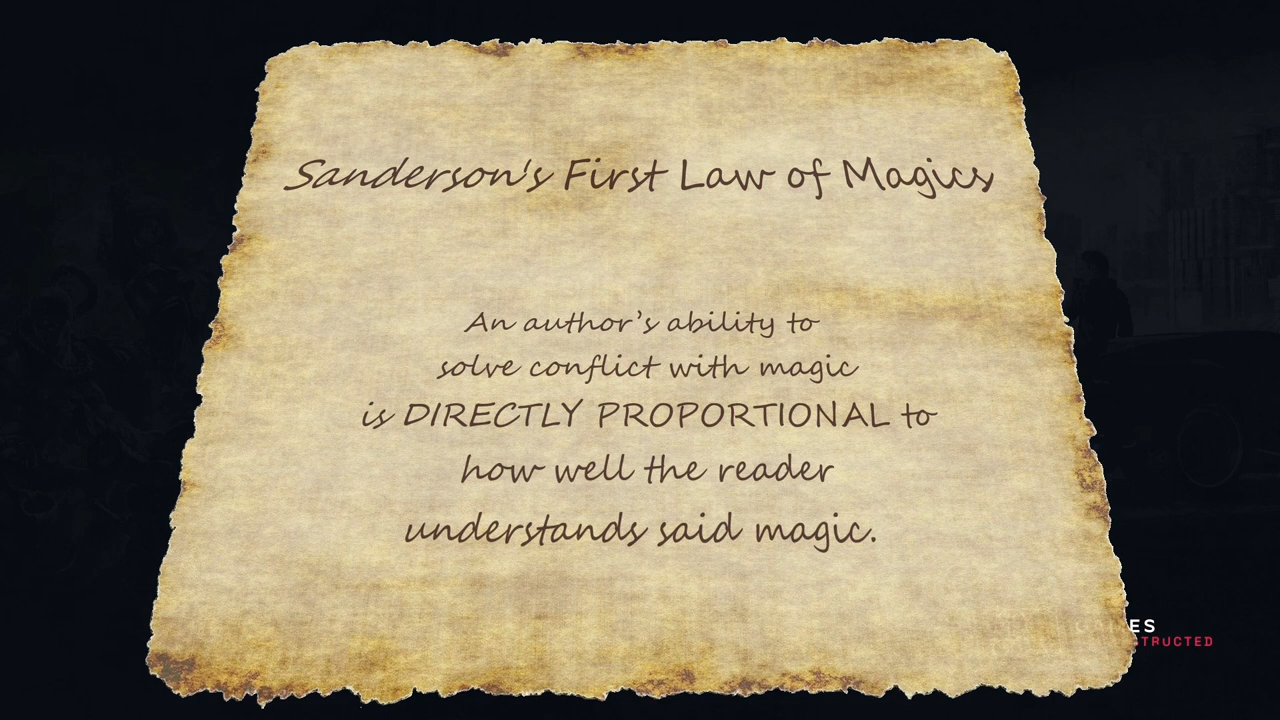 Sanderson's First Law of Magics
An author’s ability to
solve conflict with magic
is DIRECTLY PROPORTIONAL to
how well the reader
understands said magic.